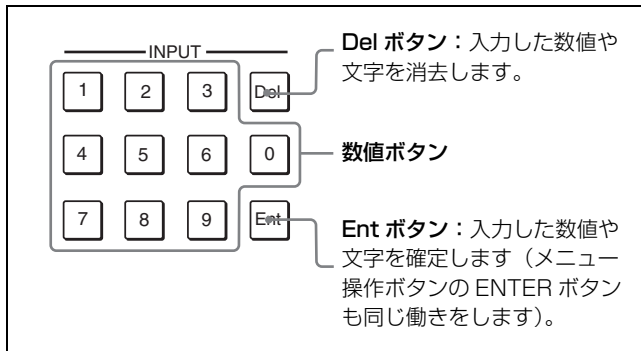 INPUT
1 2 3 Del
4 5 6 0
7 8 9 Ent
Del ボタン：入力した数値や
文字を消去します。
数値ボタン
Ent ボタン：入力した数値や
文字を確定します（メニュー
操作ボタンの ENTER ボタン
も同じ働きをします）。